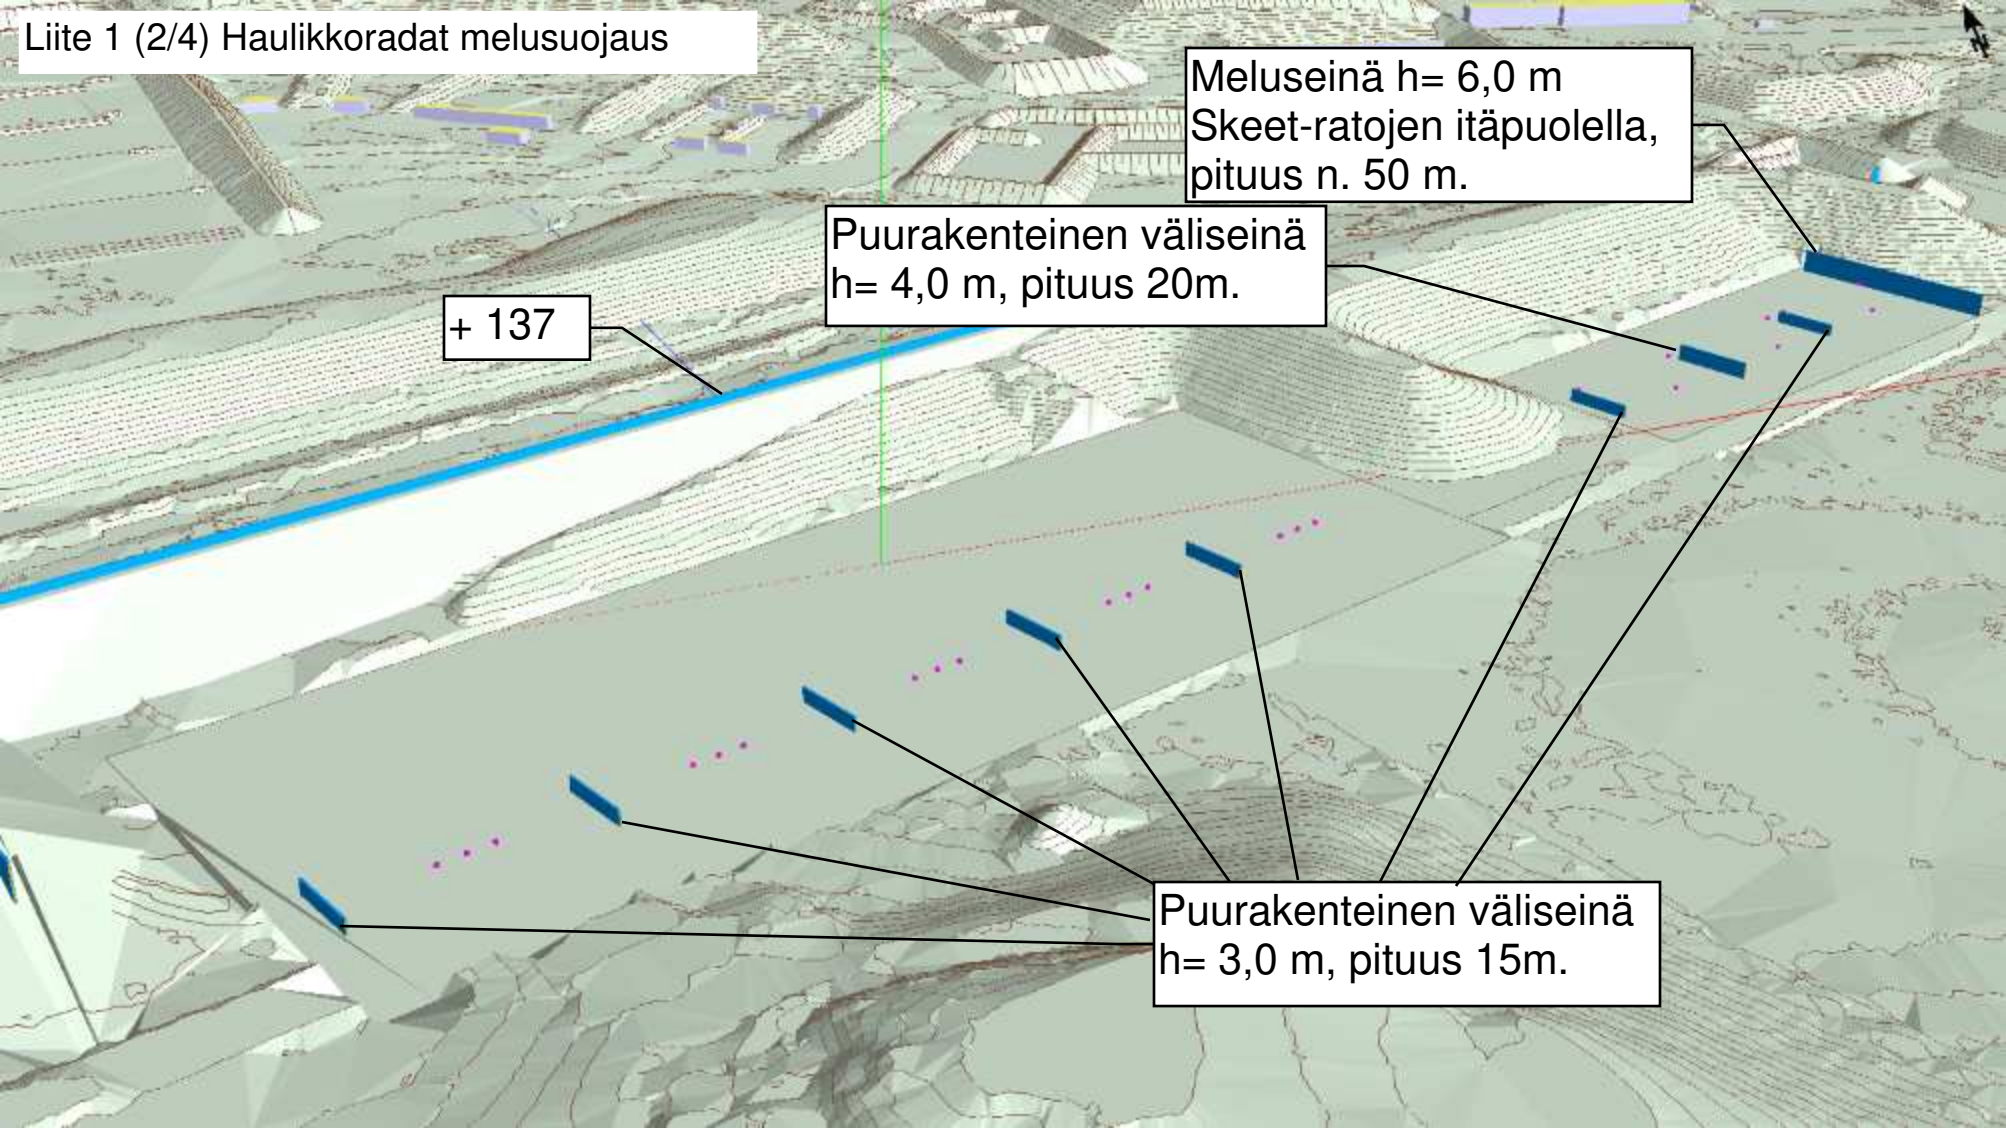 Liite 1 (2/4) Haulikkoradat melusuojaus
Meluseinä h= 6,0 m
Skeet-ratojen itäpuolella,
pituus n. 50 m.
Puurakenteinen väliseinä
h= 4,0 m, pituus 20m.
+ 137
Puurakenteinen väliseinä
h= 3,0 m, pituus 15m.